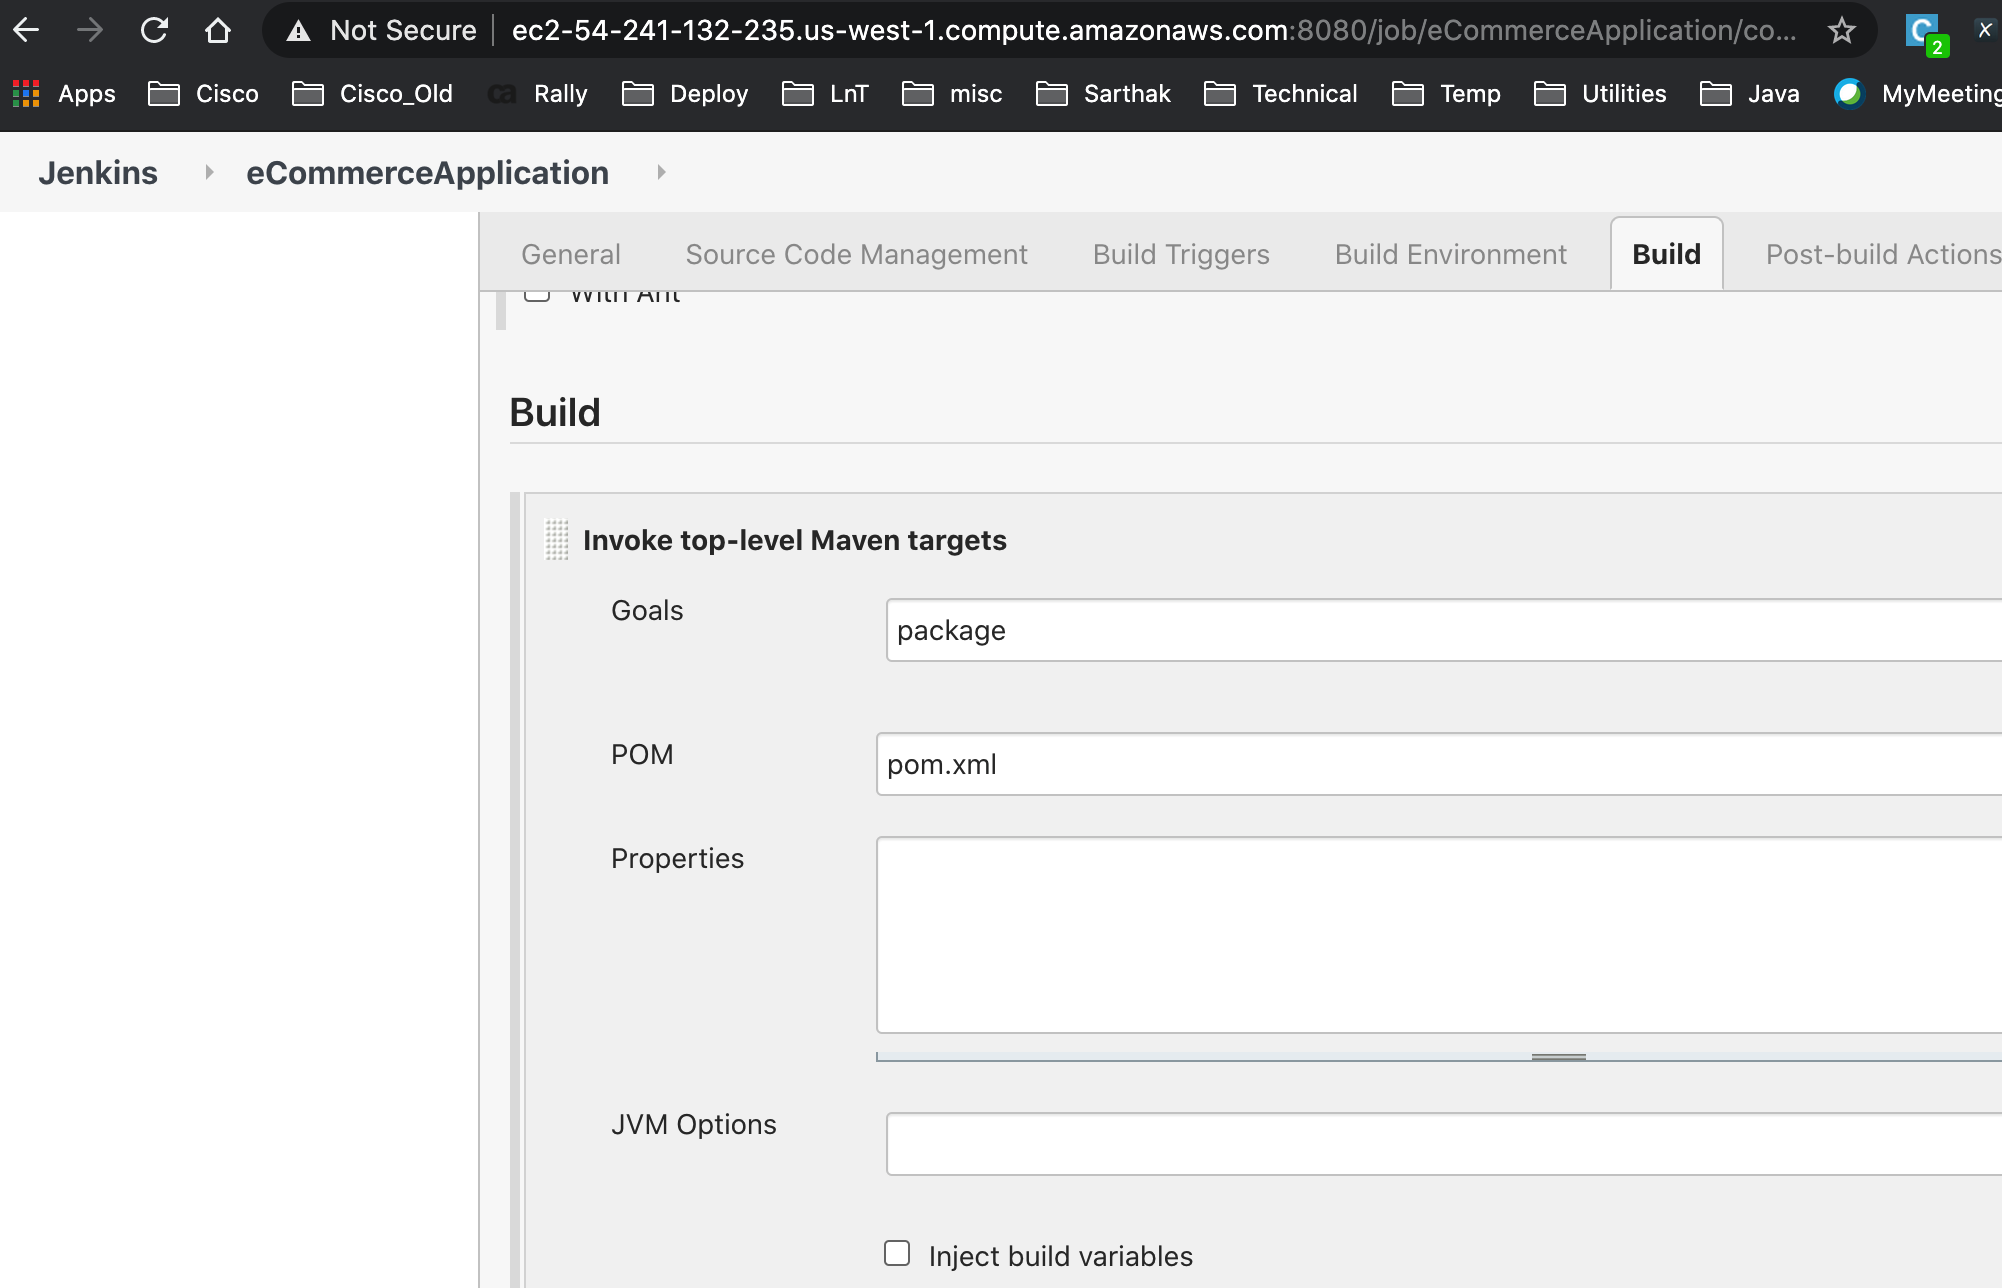 Not Secure ec2-54-241-132-235.us-west-1.compute.amazonaws.com:8080/job/eCommerceApplication/co... C 2 X
Apps Cisco Cisco_Old ca Rally Deploy LnT misc Sarthak Technical Temp Utilities Java MyMeeting
Jenkins eCommerceApplication
General Source Code Management Build Triggers Build Environment Build Post-build Actions
With Ant
Build
Invoke top-level Maven targets
Goals package
POM pom.xml
Properties
JVM Options
Inject build variables